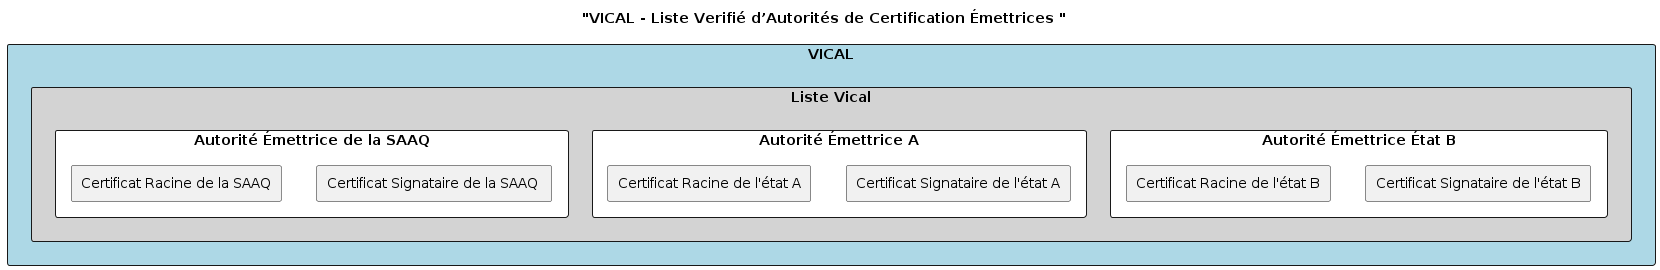 "VICAL - Liste Verifié d’Autorités de Certification Émettrices "
VICAL
Liste Vical
Autorité Émettrice de la SAAQ
Certificat Racine de la SAAQ
Certificat Signataire de la SAAQ
Autorité Émettrice A
Certificat Racine de l'état A
Certificat Signataire de l'état A
Autorité Émettrice État B
Certificat Racine de l'état B
Certificat Signataire de l'état B